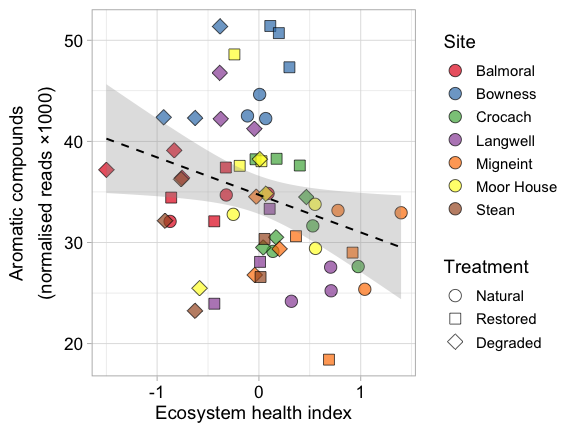 Aromatic compounds
(normalised reads ×1000)
50
40
30
20
-1
0
1
Ecosystem health index
Site
Balmoral
Bowness
Crocach
Langwell
Migneint
Moor House
Stean
Treatment
Natural
Restored
Degraded